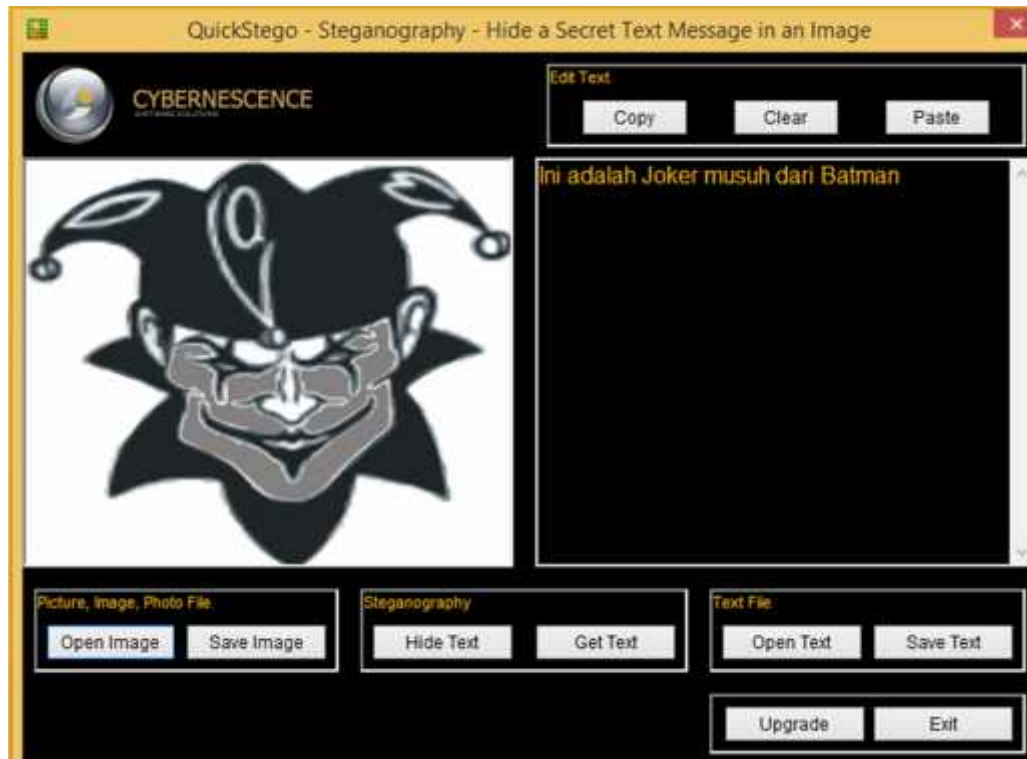 QuickStego - Steganography - Hide a Secret Text Message in an Image
CYBERNESCENCE
Edit Text
Copy Clear Paste
Ini adalah Joker musuh dari Batman
Picture, Image, Photo File
Open Image Save Image
Steganography
Hide Text Get Text
Text File
Open Text Save Text
Upgrade Exit